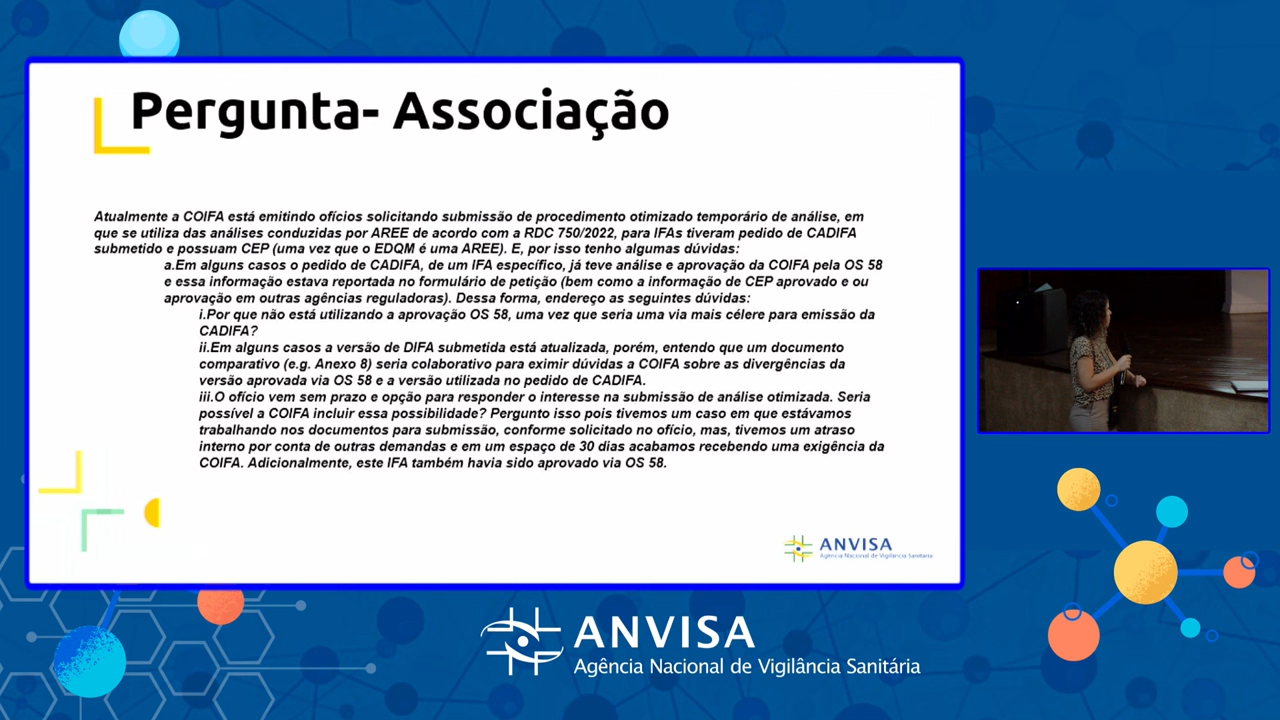 Pergunta- Associação
Atualmente a COIFA está emitindo ofícios solicitando submissão de procedimento otimizado temporário de análise, em
que se utiliza das análises conduzidas por AREE de acordo com a RDC 750/2022, para IFAs tiveram pedido de CADIFA
submetido e possuam CEP (uma vez que o EDQM é uma AREE). E, por isso tenho algumas dúvidas:
a.Em alguns casos o pedido de CADIFA, de um IFA específico, já teve análise e aprovação da COIFA pela OS 58
e essa informação estava reportada no formulário de petição (bem como a informação de CEP aprovado e ou
aprovação em outras agências reguladoras). Dessa forma, endereço as seguintes dúvidas:
i.Por que não está utilizando a aprovação OS 58, uma vez que seria uma via mais célere para emissão da
CADIFA?
ii.Em alguns casos a versão de DIFA submetida está atualizada, porém, entendo que um documento
comparativo (e.g. Anexo 8) seria colaborativo para eximir dúvidas a COIFA sobre as divergências da
versão aprovada via OS 58 e a versão utilizada no pedido de CADIFA.
iii.O ofício vem sem prazo e opção para responder o interesse na submissão de análise otimizada. Seria
possível a COIFA incluir essa possibilidade? Pergunto isso pois tivemos um caso em que estávamos
trabalhando nos documentos para submissão, conforme solicitado no ofício, mas, tivemos um atraso
interno por conta de outras demandas e em um espaço de 30 dias acabamos recebendo uma exigência da
COIFA. Adicionalmente, este IFA também havia sido aprovado via OS 58.
ANVISA
Agência Nacional de Vigilância Sanitária
ANVISA
Agência Nacional de Vigilância Sanitária